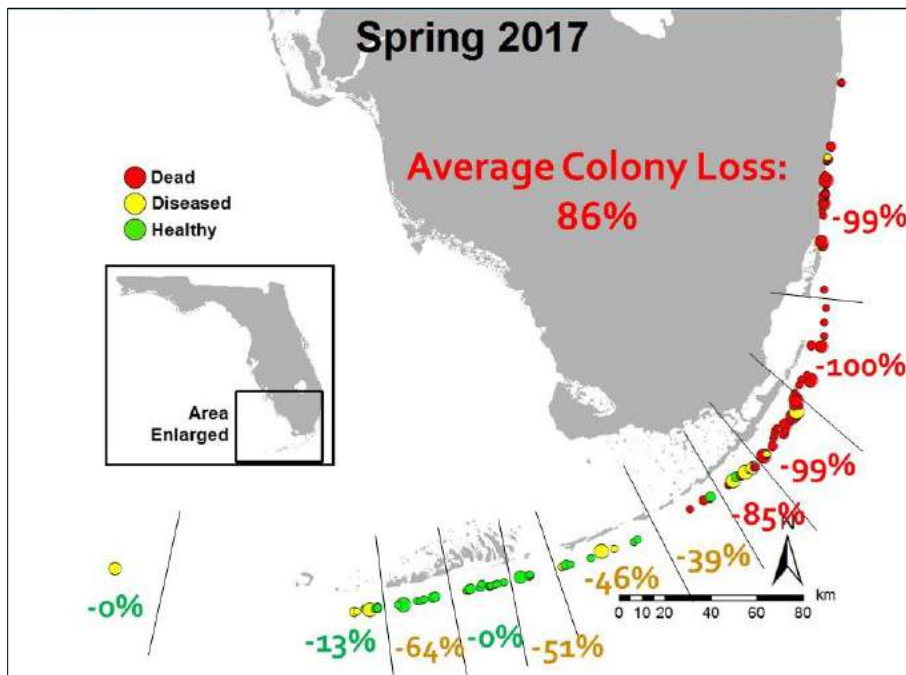 Spring 2017
Dead
Diseased
Healthy
Average Colony Loss:
86%
-99%
Area
Enlarged
-100%
-99%
-85%
N
-39%
-46%
-0%
0 10 20 40 60 80 km
-13%
-64%
-0%
-51%